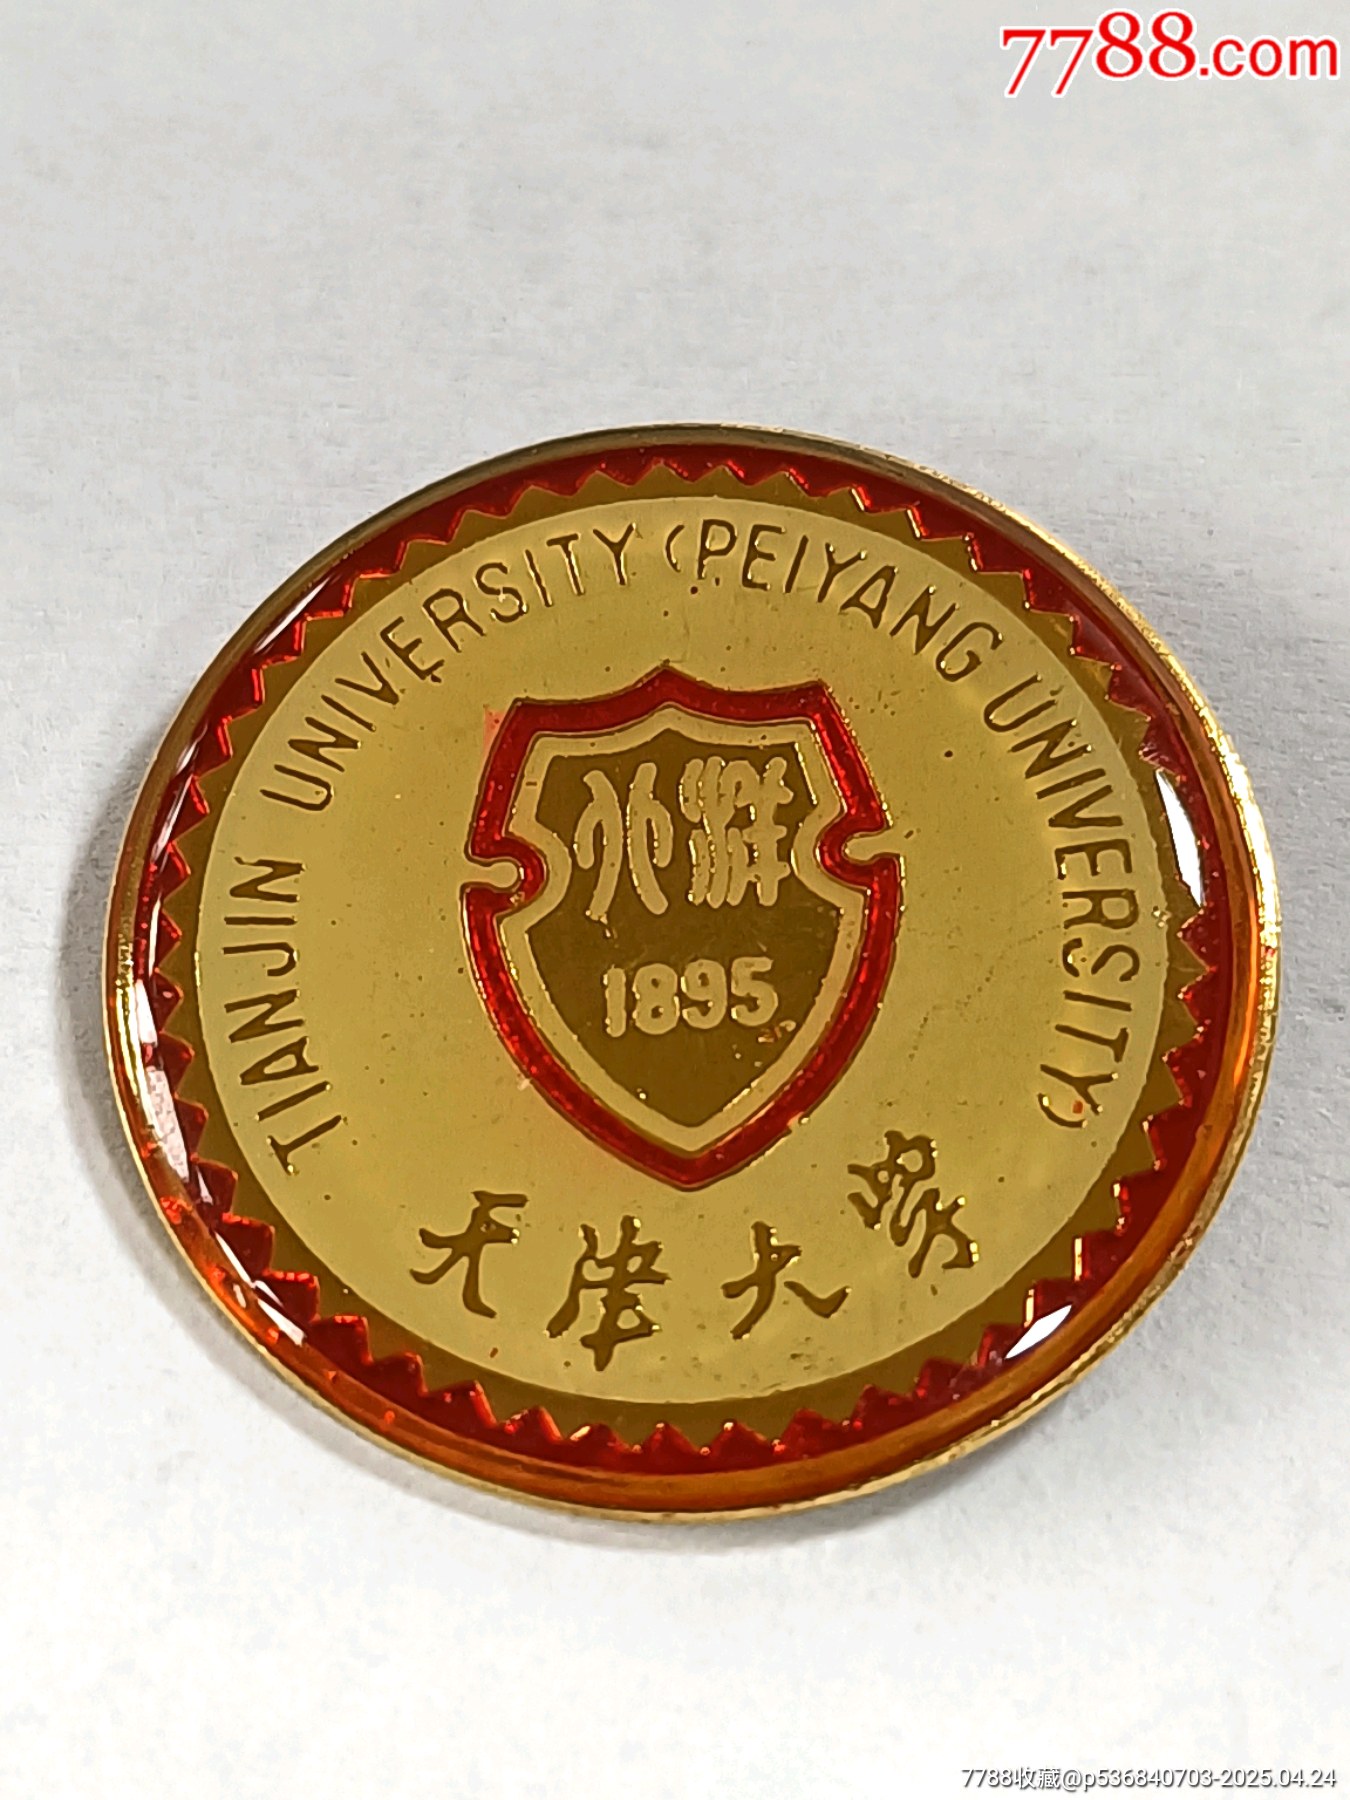 7788.com
TIANJIN UNIVERSITY (PEIYANG UNIVERSITY)
北洋
1895
天津大学
7788收藏@p536840703-2025.04.24